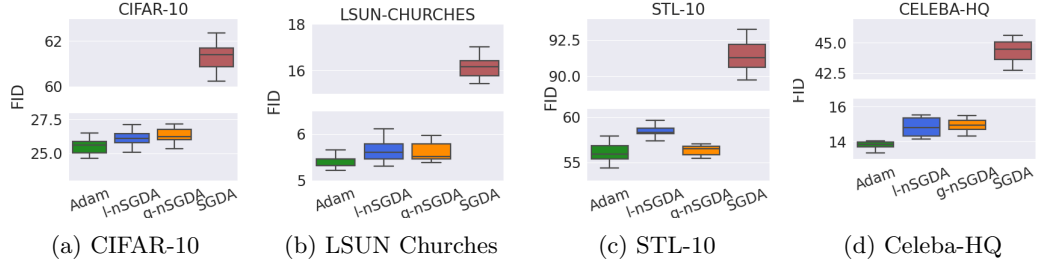 CIFAR-10
FID
62
60
27.5
25.0
Adam
l-nSGDA
g-nSGDA
SGDA
(a) CIFAR-10
LSUN-CHURCHES
FID
18
16
6
5
Adam
l-nSGDA
g-nSGDA
SGDA
(b) LSUN Churches
STL-10
FID
92.5
90.0
60
55
Adam
l-nSGDA
g-nSGDA
SGDA
(c) STL-10
CELEBA-HQ
FID
45.0
42.5
16
14
Adam
l-nSGDA
g-nSGDA
SGDA
(d) Celeba-HQ